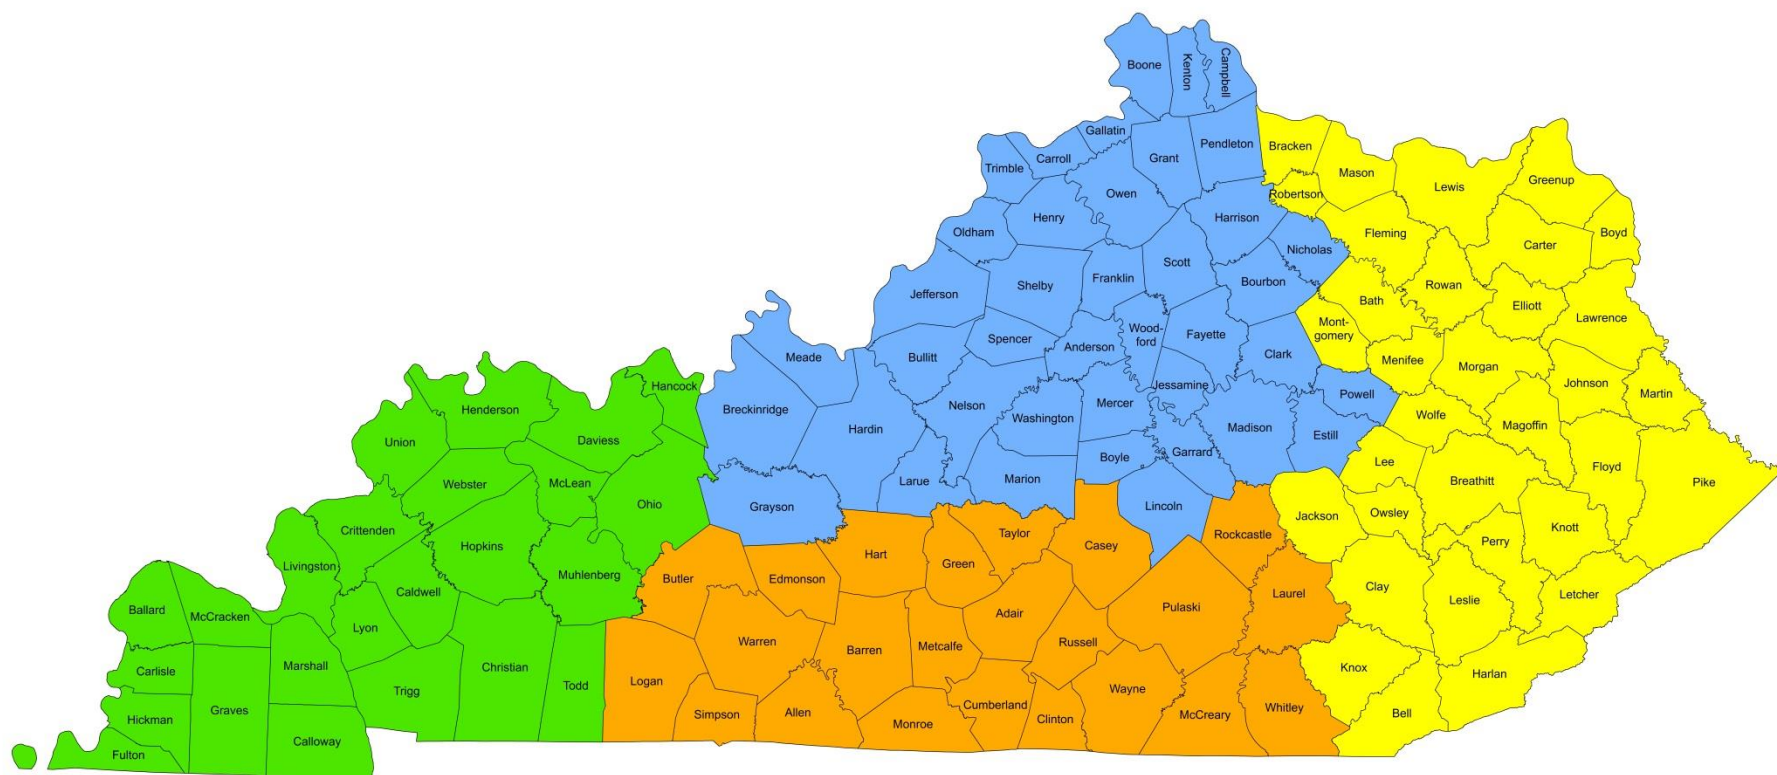 Boone
Kenton
Campbell
Gallatin
Carroll
Trimble
Grant
Pendleton
Bracken
Mason
Robertson
Lewis
Greenup
Owen
Henry
Oldham
Harrison
Nicholas
Fleming
Carter
Boyd
Scott
Franklin
Shelby
Jefferson
Bourbon
Bath
Rowan
Elliott
Lawrence
Mont-
gomery
Wood-
ford
Fayette
Spencer
Anderson
Clark
Bullitt
Meade
Menifee
Morgan
Johnson
Martin
Hancock
Breckinridge
Henderson
Union
Daviess
Nelson
Washington
Mercer
Jessamine
Powell
Wolfe
Magoffin
Madison
Estill
Hardin
Webster
McLean
Ohio
Boyle
Garrard
Lee
Breathitt
Floyd
Pike
Grayson
Larue
Marion
Lincoln
Jackson
Owsley
Knott
Perry
Crittenden
Livingston
Hopkins
Muhlenberg
Caldwell
Butler
Edmonson
Hart
Green
Taylor
Casey
Rockcastle
Laurel
Clay
Leslie
Letcher
Ballard
McCracken
Lyon
Warren
Adair
Pulaski
Carlisle
Marshall
Christian
Todd
Barren
Metcalfe
Russell
Knox
Harlan
Trigg
Logan
Hickman
Graves
Calloway
Fulton
Simpson
Allen
Monroe
Cumberland
Clinton
Wayne
McCreary
Whitley
Bell